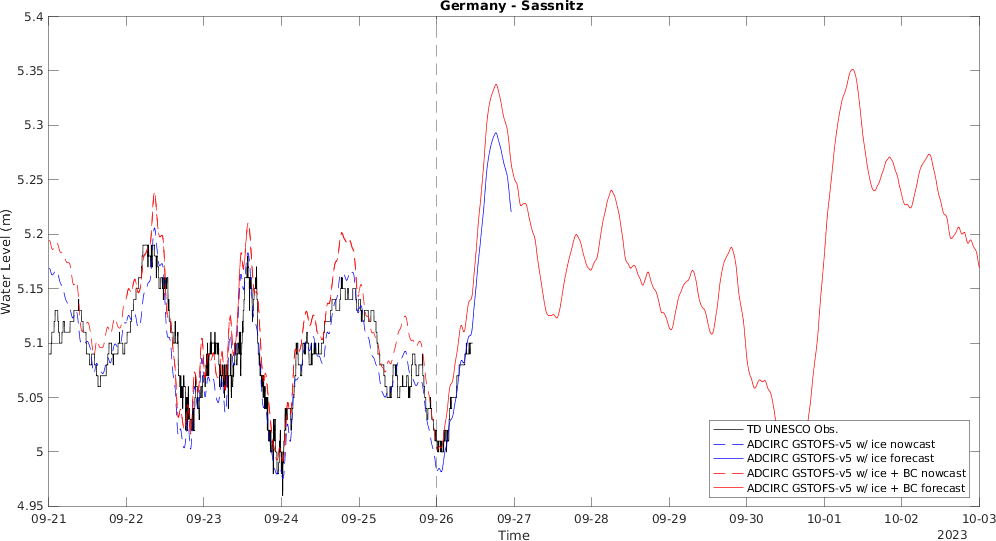 Germany - Sassnitz
5.4
5.35
5.3
5.25
5.2
5.15
5.1
5.05
5
4.95
Water Level (m)
09-21 09-22 09-23 09-24 09-25 09-26 09-27 09-28 09-29 09-30 10-01 10-02 10-03
Time
2023
TD UNESCO Obs.
ADCIRC GSTOFS-v5 w/ ice nowcast
ADCIRC GSTOFS-v5 w/ ice forecast
ADCIRC GSTOFS-v5 w/ ice + BC nowcast
ADCIRC GSTOFS-v5 w/ ice + BC forecast